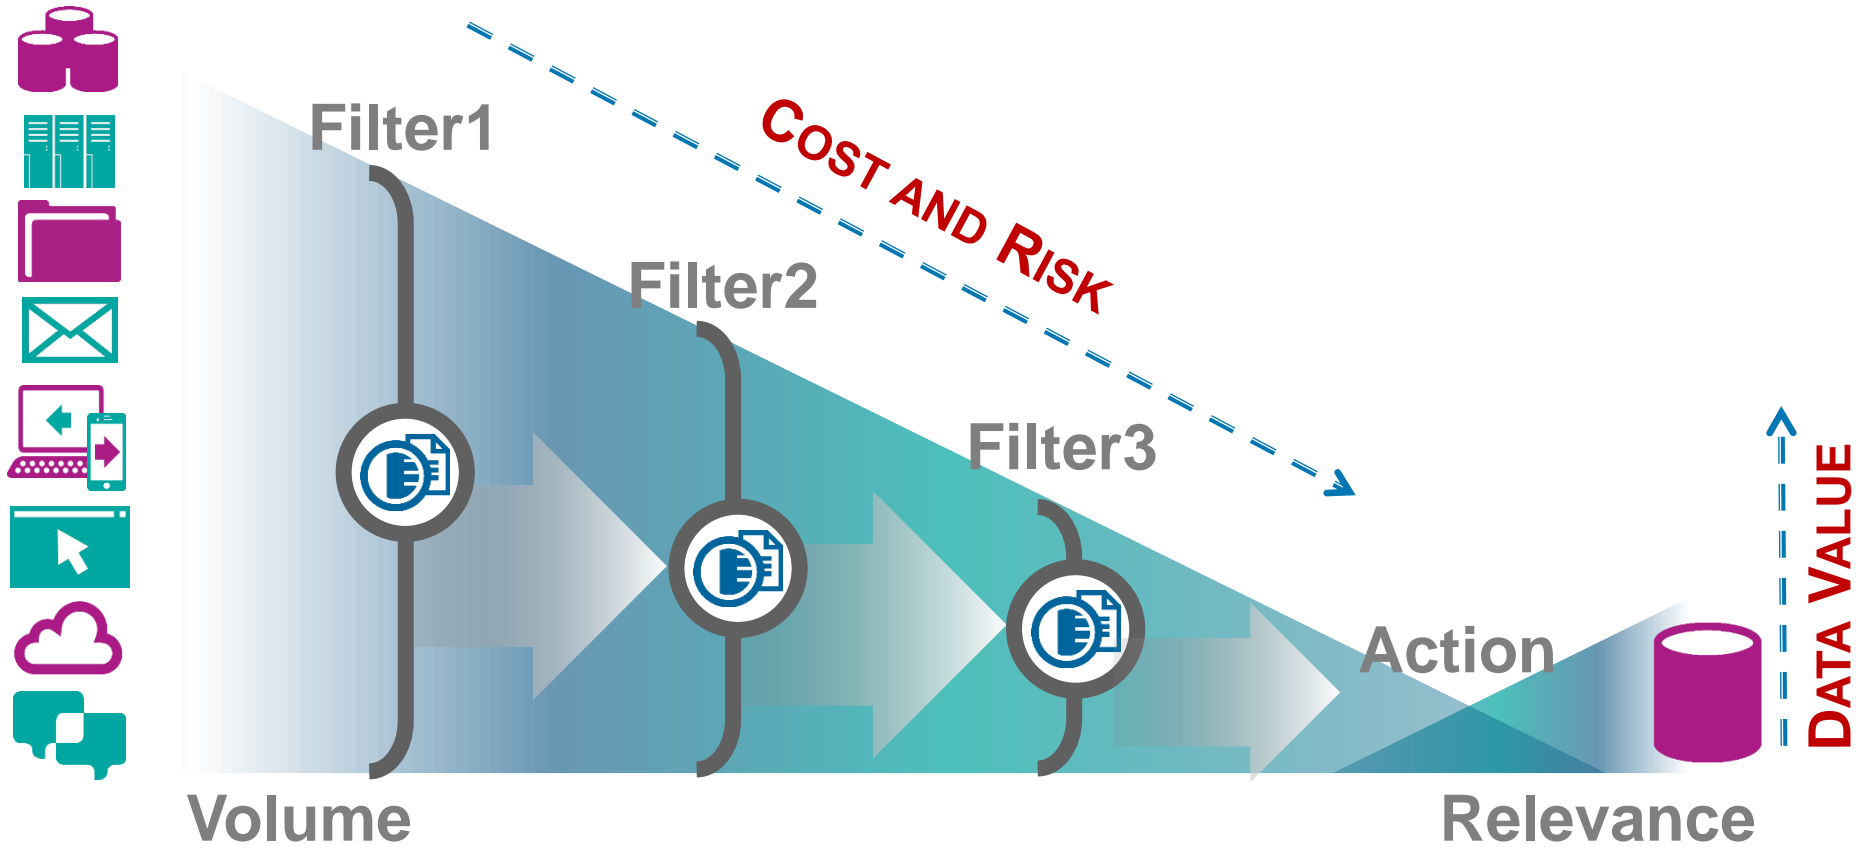 Filter1
COST AND RISK
Filter2
Filter3
Action
DATA VALUE
Volume
Relevance